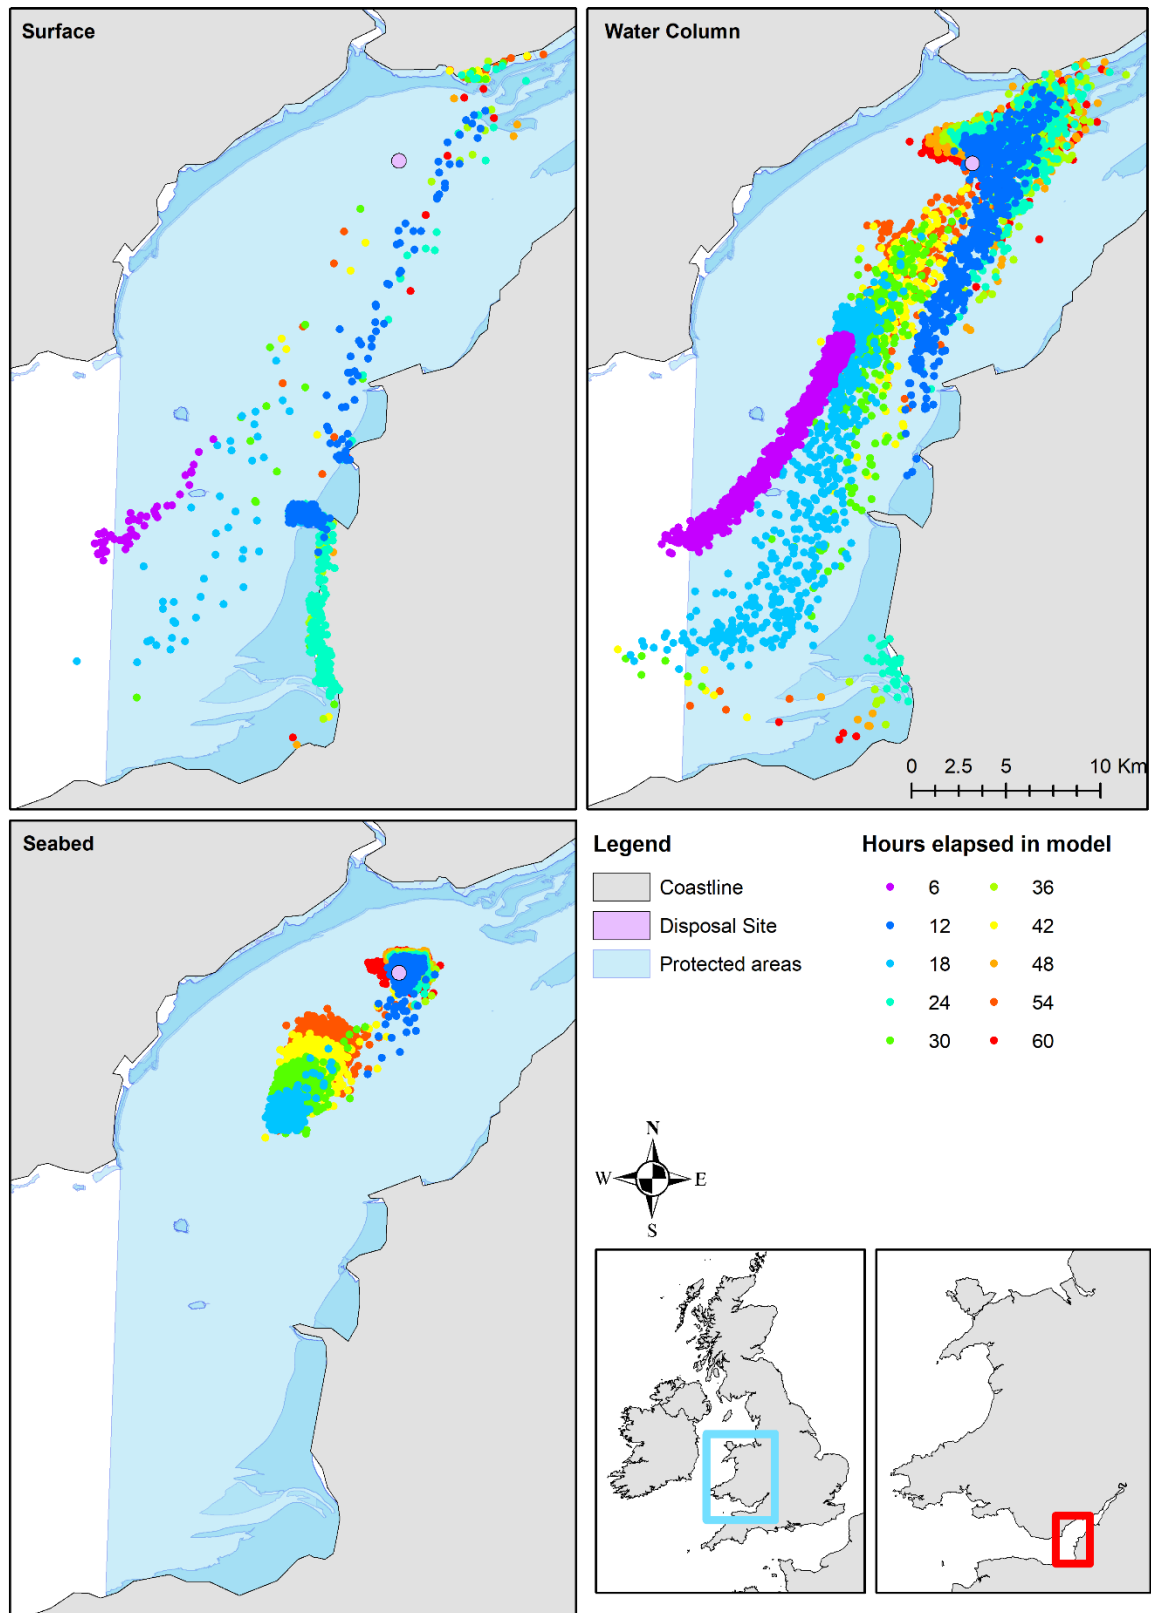 Surface
Water Column
0 2.5 5 10 Km
Seabed
Legend
Coastline
Disposal Site
Protected areas
Hours elapsed in model
6 36
12 42
18 48
24 54
30 60
N
W E
S